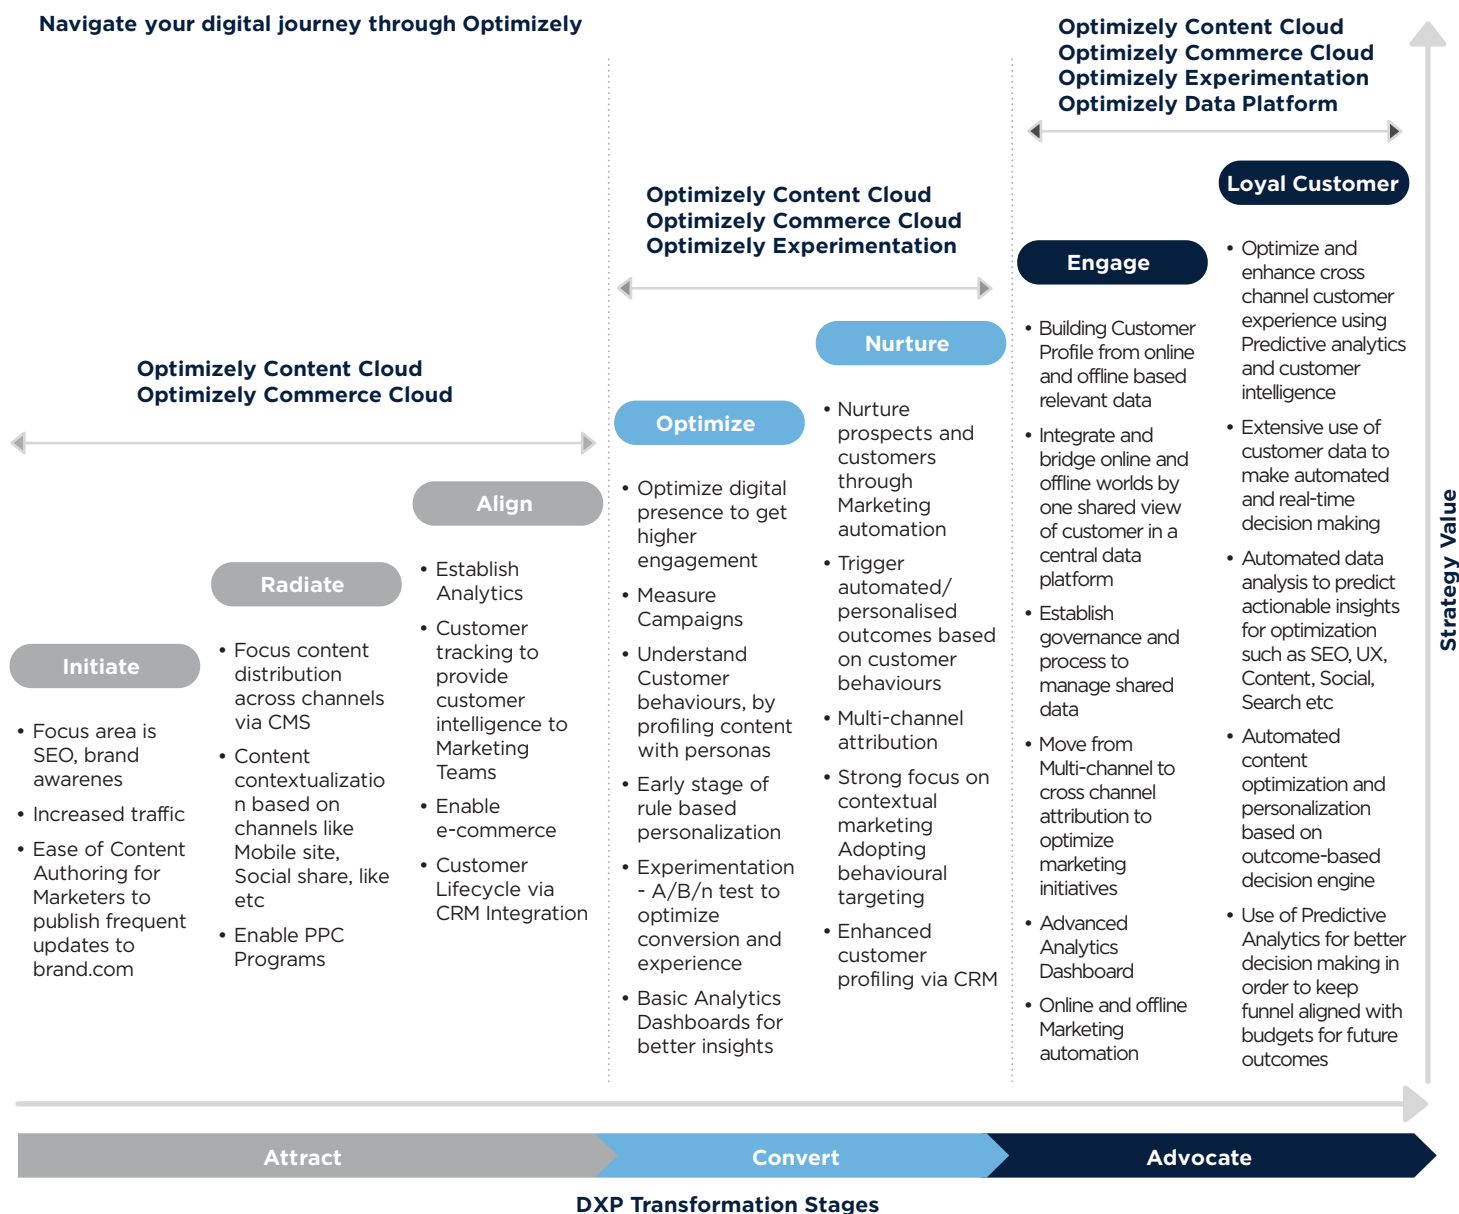 Navigate your digital journey through Optimizely
Optimizely Content Cloud
Optimizely Commerce Cloud
Initiate
• Focus area is
SEO, brand
awarenes
• Increased traffic
• Ease of Content
Authoring for
Marketers to
publish frequent
updates to
brand.com
Radiate
• Focus content
distribution
across channels
via CMS
• Content
contextualizatio
n based on
channels like
Mobile site,
Social share, like
etc
• Enable PPC
Programs
Align
• Establish
Analytics
• Customer
tracking to
provide
customer
intelligence to
Marketing
Teams
• Enable
e-commerce
• Customer
Lifecycle via
CRM Integration
Optimizely Content Cloud
Optimizely Commerce Cloud
Optimizely Experimentation
Optimize
• Optimize digital
presence to get
higher
engagement
• Measure
Campaigns
• Understand
Customer
behaviours, by
profiling content
with personas
• Early stage of
rule based
personalization
• Experimentation
- A/B/n test to
optimize
conversion and
experience
• Basic Analytics
Dashboards for
better insights
Nurture
• Nurture
prospects and
customers
through
Marketing
automation
• Trigger
automated/
personalised
outcomes based
on customer
behaviours
• Multi-channel
attribution
• Strong focus on
contextual
marketing
Adopting
behavioural
targeting
• Enhanced
customer
profiling via CRM
Optimizely Content Cloud
Optimizely Commerce Cloud
Optimizely Experimentation
Optimizely Data Platform
Engage
• Building Customer
Profile from online
and offline based
relevant data
• Integrate and
bridge online and
offline worlds by
one shared view
of customer in a
central data
platform
• Establish
governance and
process to
manage shared
data
• Move from
Multi-channel to
cross channel
attribution to
optimize
marketing
initiatives
• Advanced
Analytics
Dashboard
• Online and offline
Marketing
automation
Loyal Customer
• Optimize and
enhance cross
channel customer
experience using
Predictive analytics
and customer
intelligence
• Extensive use of
customer data to
make automated
and real-time
decision making
• Automated data
analysis to predict
actionable insights
for optimization
such as SEO, UX,
Content, Social,
Search etc
• Automated
content
optimization and
personalization
based on
outcome-based
decision engine
• Use of Predictive
Analytics for better
decision making in
order to keep
funnel aligned with
budgets for future
outcomes
Strategy Value
Attract
Convert
Advocate
DXP Transformation Stages